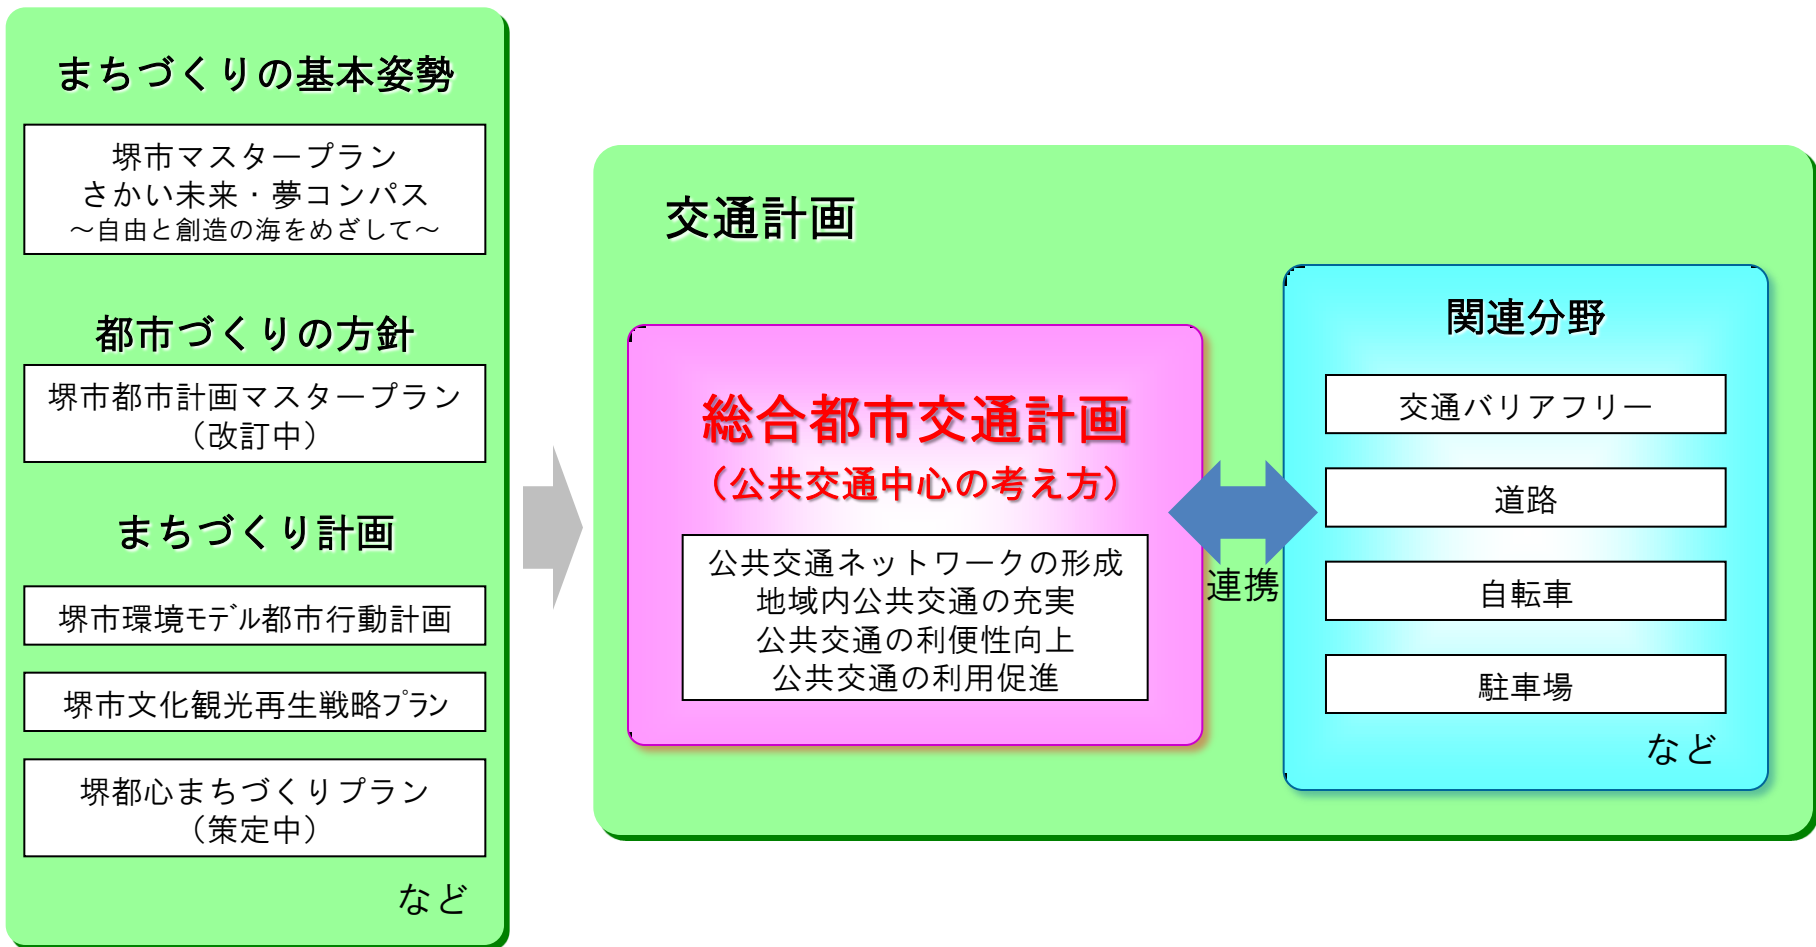 まちづくりの基本姿勢
堺市マスタープラン
さかい未来・夢コンパス
～自由と創造の海をめざして～
都市づくりの方針
堺市都市計画マスタープラン
（改訂中）
まちづくり計画
堺市環境ﾓﾃﾞﾙ都市行動計画
堺市文化観光再生戦略ﾌﾟﾗﾝ
堺都心まちづくりプラン
（策定中）
など
交通計画
総合都市交通計画
（公共交通中心の考え方）
公共交通ネットワークの形成
地域内公共交通の充実
公共交通の利便性向上
公共交通の利用促進
連携
関連分野
交通バリアフリー
道路
自転車
駐車場
など